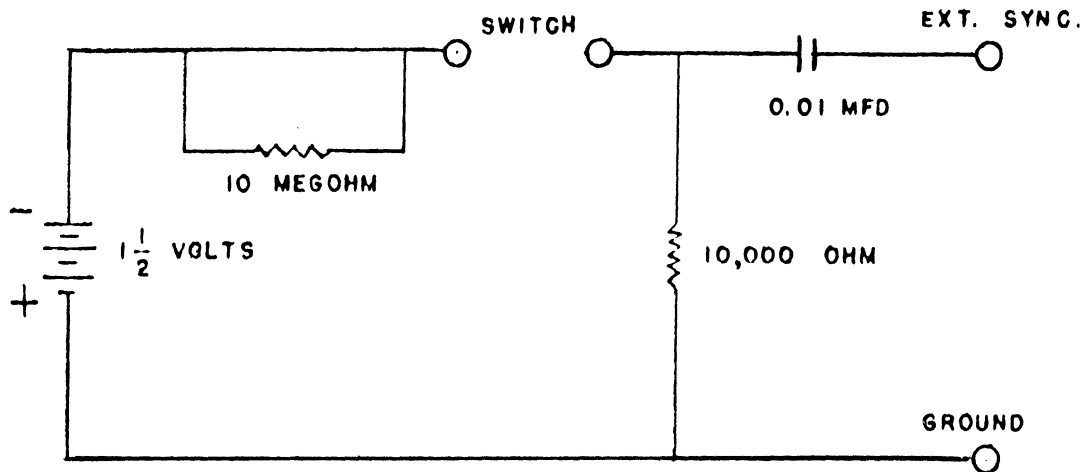 SWITCH
EXT. SYNC.
0.01 MFD
10 MEGOHM
-
1 1/2 VOLTS
+
10,000 OHM
GROUND